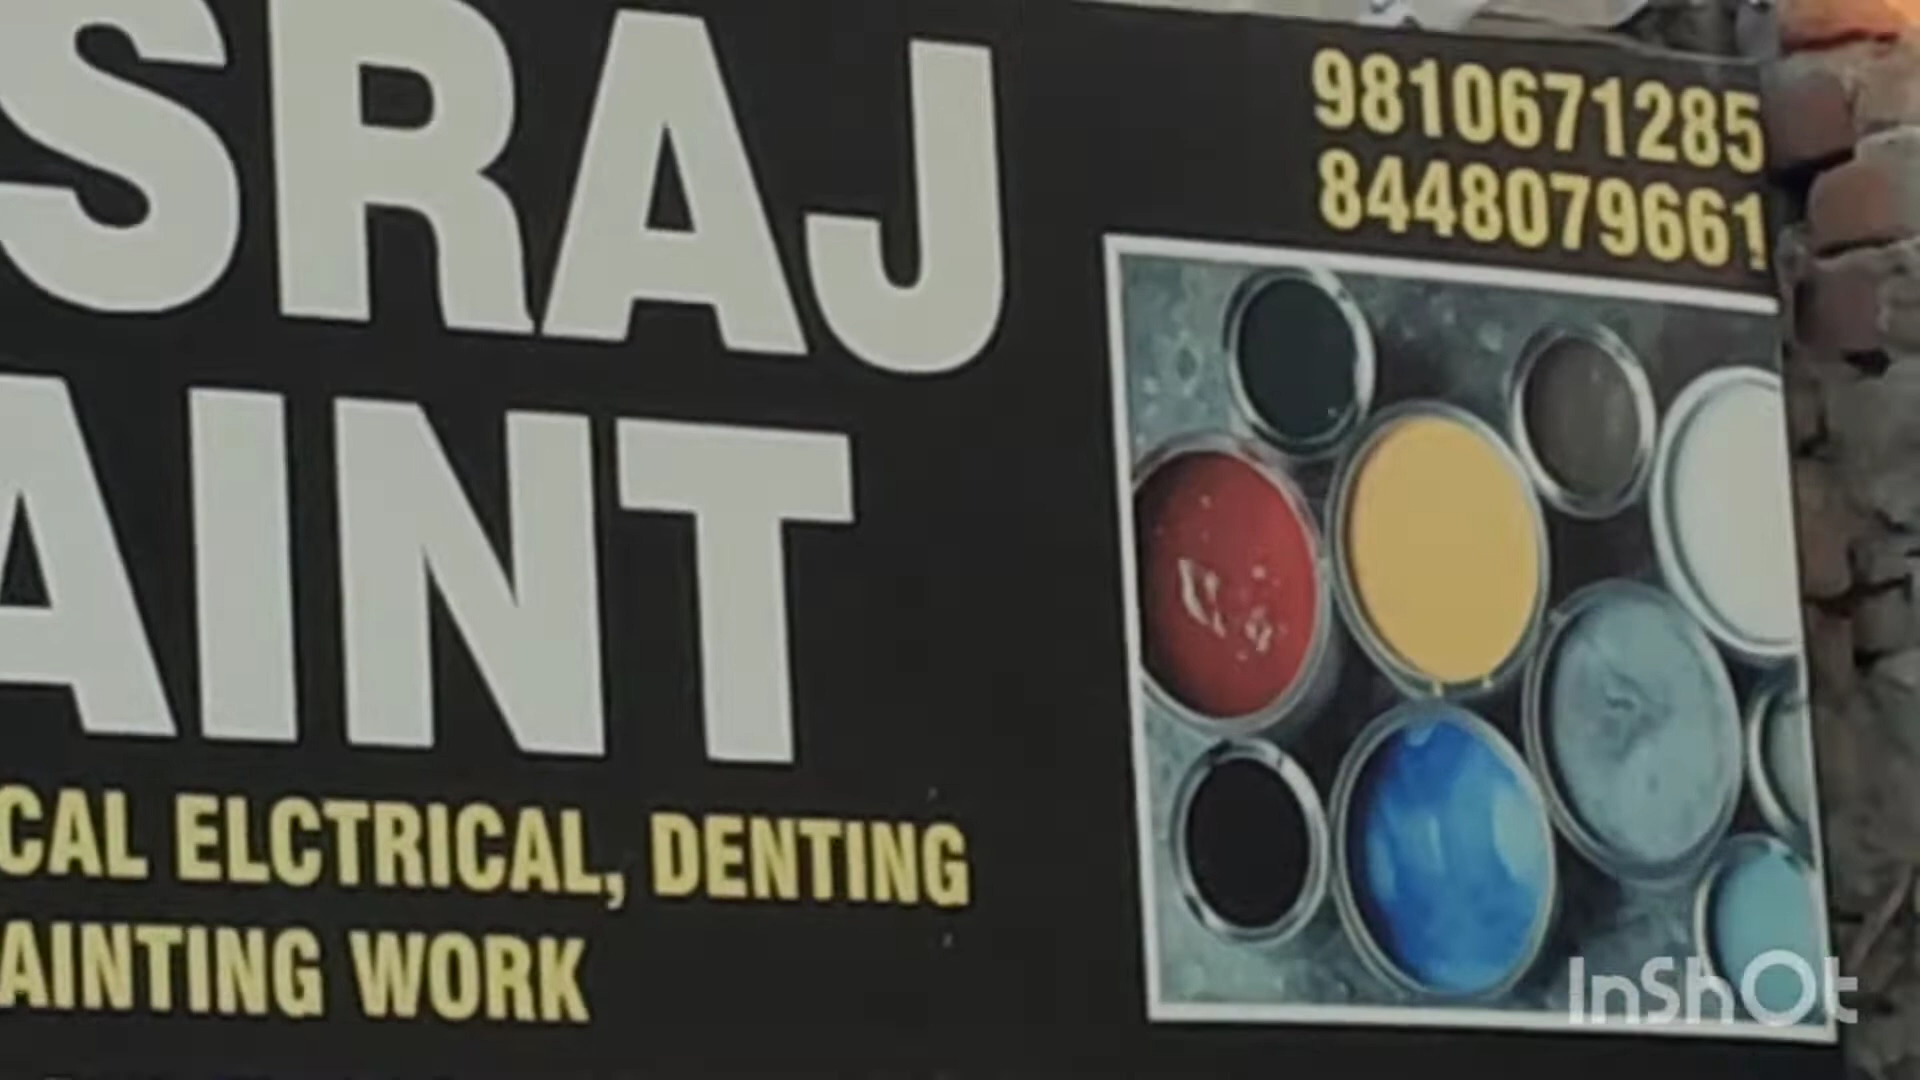 SRAJ
9810671285
8448079661
AINT
CAL ELCTRICAL, DENTING
AINTING WORK
InShOt